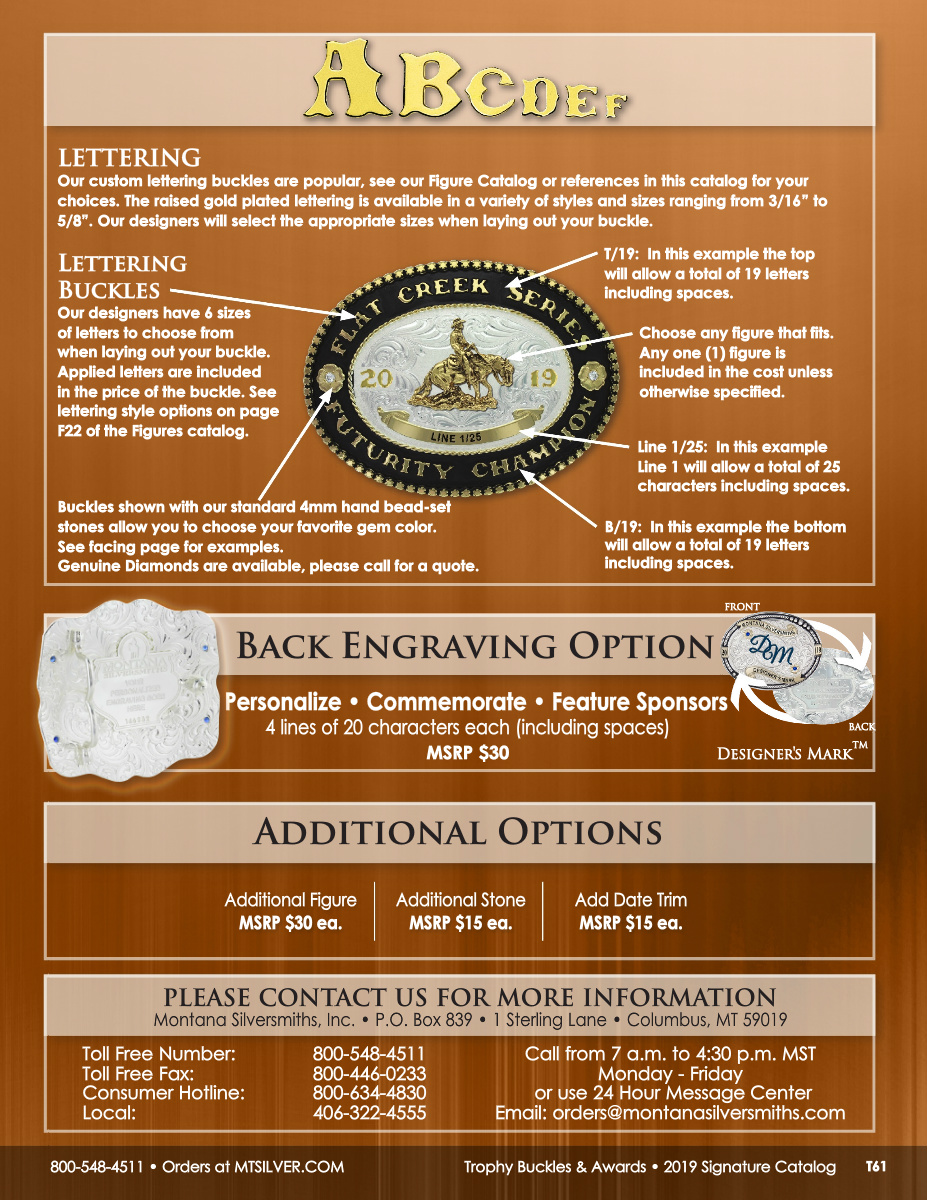 ABCDEF
LETTERING
Our custom lettering buckles are popular, see our Figure Catalog or references in this catalog for your
choices. The raised gold plated lettering is available in a variety of styles and sizes ranging from 3/16” to
5/8”. Our designers will select the appropriate sizes when laying out your buckle.
LETTERING
BUCKLES
Our designers have 6 sizes
of letters to choose from
when laying out your buckle.
Applied letters are included
in the price of the buckle. See
lettering style options on page
F22 of the Figures catalog.
FLAT CREEK SERIES
20 19
LINE 1/25
FUTURITY CHAMPION
T/19: In this example the top
will allow a total of 19 letters
including spaces.
Choose any figure that fits.
Any one (1) figure is
included in the cost unless
otherwise specified.
Line 1/25: In this example
Line 1 will allow a total of 25
characters including spaces.
B/19: In this example the bottom
will allow a total of 19 letters
including spaces.
Buckles shown with our standard 4mm hand bead-set
stones allow you to choose your favorite gem color.
See facing page for examples.
Genuine Diamonds are available, please call for a quote.
BACK ENGRAVING OPTION
Personalize • Commemorate • Feature Sponsors
4 lines of 20 characters each (including spaces)
MSRP $30
FRONT
MONTANA SILVERSMITHS
20 19
DM
DESIGNER'S MARK
BACK
DESIGNER'S MARK™
ADDITIONAL OPTIONS
Additional Figure
MSRP $30 ea.
Additional Stone
MSRP $15 ea.
Add Date Trim
MSRP $15 ea.
PLEASE CONTACT US FOR MORE INFORMATION
Montana Silversmiths, Inc. • P.O. Box 839 • 1 Sterling Lane • Columbus, MT 59019
Toll Free Number: 800-548-4511
Toll Free Fax: 800-446-0233
Consumer Hotline: 800-634-4830
Local: 406-322-4555
Call from 7 a.m. to 4:30 p.m. MST
Monday - Friday
or use 24 Hour Message Center
Email: orders@montanasilversmiths.com
800-548-4511 • Orders at MTSILVER.COM
Trophy Buckles & Awards • 2019 Signature Catalog T61